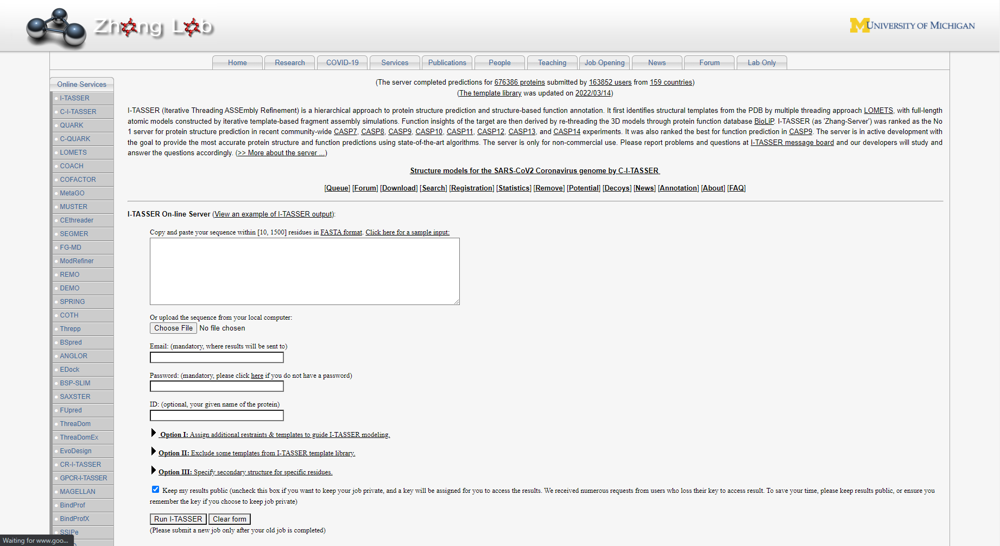 Zhang Lab
UNIVERSITY OF MICHIGAN
Home Research COVID-19 Services Publications People Teaching Job Opening News Forum Lab Only
Online Services
I-TASSER
C-I-TASSER
QUARK
C-QUARK
LOMETS
COACH
COFACTOR
MetaGO
MUSTER
CEthreader
SEGMER
FG-MD
ModRefiner
REMO
DEMO
SPRING
COTH
Threpp
BSpred
ANGLOR
EDock
BSP-SLIM
SAXSTER
FUpred
ThreaDom
ThreaDomEx
EvoDesign
CR-I-TASSER
GPCR-I-TASSER
MAGELLAN
BindProf
BindProfX
SSIPe
(The server completed predictions for 676386 proteins submitted by 163852 users from 159 countries)
(The template library was updated on 2022/03/14)
I-TASSER (Iterative Threading ASSEmbly Refinement) is a hierarchical approach to protein structure prediction and structure-based function annotation. It first identifies structural templates from the PDB by multiple threading approach LOMETS, with full-length
atomic models constructed by iterative template-based fragment assembly simulations. Function insights of the target are then derived by re-threading the 3D models through protein function database BioLiP. I-TASSER (as 'Zhang-Server') was ranked as the No
1 server for protein structure prediction in recent community-wide CASP7, CASP8, CASP9, CASP10, CASP11, CASP12, CASP13, and CASP14 experiments. It was also ranked the best for function prediction in CASP9. The server is in active development with
the goal to provide the most accurate protein structure and function predictions using state-of-the-art algorithms. The server is only for non-commercial use. Please report problems and questions at I-TASSER message board and our developers will study and
answer the questions accordingly. (>> More about the server ...)
Structure models for the SARS-CoV2 Coronavirus genome by C-I-TASSER
[Queue] [Forum] [Download] [Search] [Registration] [Statistics] [Remove] [Potential] [Decoys] [News] [Annotation] [About] [FAQ]
I-TASSER On-line Server (View an example of I-TASSER output):
Copy and paste your sequence within [10, 1500] residues in FASTA format. Click here for a sample input:
Or upload the sequence from your local computer:
Choose File No file chosen
Email: (mandatory, where results will be sent to)
Password: (mandatory, please click here if you do not have a password)
ID: (optional, your given name of the protein)
Option I: Assign additional restraints & templates to guide I-TASSER modeling.
Option II: Exclude some templates from I-TASSER template library.
Option III: Specify secondary structure for specific residues.
Keep my results public (uncheck this box if you want to keep your job private, and a key will be assigned for you to access the results. We received numerous requests from users who loss their key to access result. To save your time, please keep results public, or ensure you
remember the key if you choose to keep job private)
Run I-TASSER Clear form
(Please submit a new job only after your old job is completed)
Waiting for www.goo...